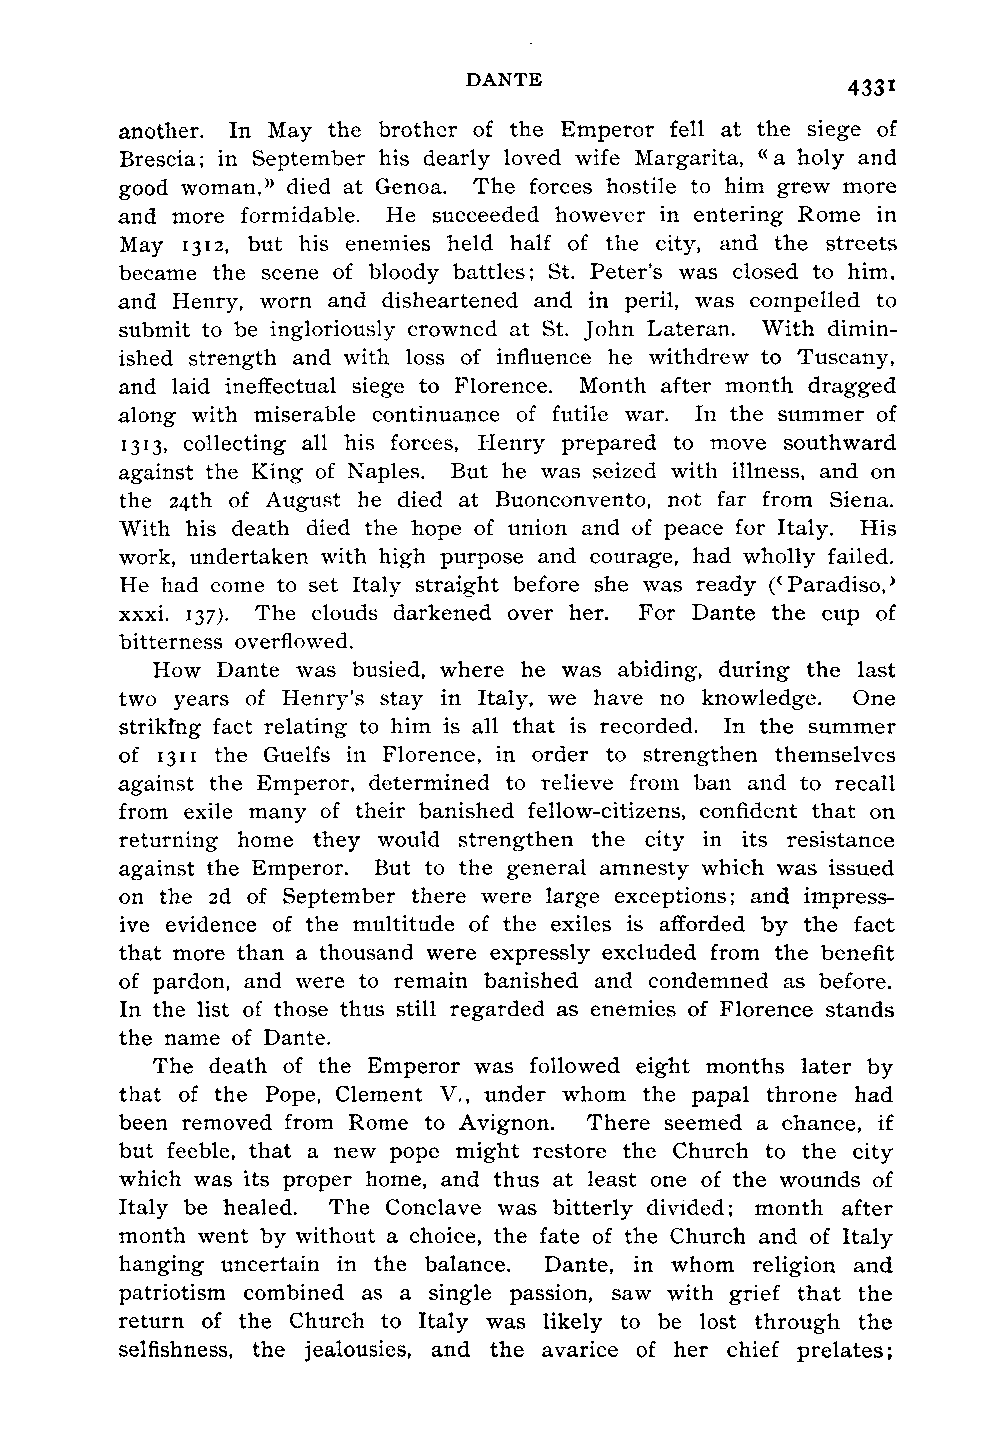 DANTE
4331
another. In May the brother of the Emperor fell at the siege of
Brescia; in September his dearly loved wife Margarita, “a holy and
good woman,” died at Genoa. The forces hostile to him grew more
and more formidable. He succeeded however in entering Rome in
May 1312, but his enemies held half of the city, and the streets
became the scene of bloody battles; St. Peter's was closed to him,
and Henry, worn and disheartened and in peril, was compelled to
submit to be ingloriously crowned at St. John Lateran. With dimin-
ished strength and with loss of influence he withdrew to Tuscany,
and laid ineffectual siege to Florence. Month after month dragged
along with miserable continuance of futile war. In the summer of
1313, collecting all his forces, Henry prepared to move southward
against the King of Naples. But he was seized with illness, and on
the 24th of August he died at Buonconvento, not far from Siena.
With his death died the hope of union and of peace for Italy. His
work, undertaken with high purpose and courage, had wholly failed.
He had come to set Italy straight before she was ready (‘Paradiso,’
xxxi. 137). The clouds darkened over her. For Dante the cup of
bitterness overflowed.
How Dante was busied, where he was abiding, during the last
two years of Henry's stay in Italy, we have no knowledge. One
striking fact relating to him is all that is recorded. In the summer
of 1311 the Guelfs in Florence, in order to strengthen themselves
against the Emperor, determined to relieve from ban and to recall
from exile many of their banished fellow-citizens, confident that on
returning home they would strengthen the city in its resistance
against the Emperor. But to the general amnesty which was issued
on the 2d of September there were large exceptions; and impress-
ive evidence of the multitude of the exiles is afforded by the fact
that more than a thousand were expressly excluded from the benefit
of pardon, and were to remain banished and condemned as before.
In the list of those thus still regarded as enemies of Florence stands
the name of Dante.
The death of the Emperor was followed eight months later by
that of the Pope, Clement V., under whom the papal throne had
been removed from Rome to Avignon. There seemed a chance, if
but feeble, that a new pope might restore the Church to the city
which was its proper home, and thus at least one of the wounds of
Italy be healed. The Conclave was bitterly divided; month after
month went by without a choice, the fate of the Church and of Italy
hanging uncertain in the balance. Dante, in whom religion and
patriotism combined as a single passion, saw with grief that the
return of the Church to Italy was likely to be lost through the
selfishness, the jealousies, and the avarice of her chief prelates;